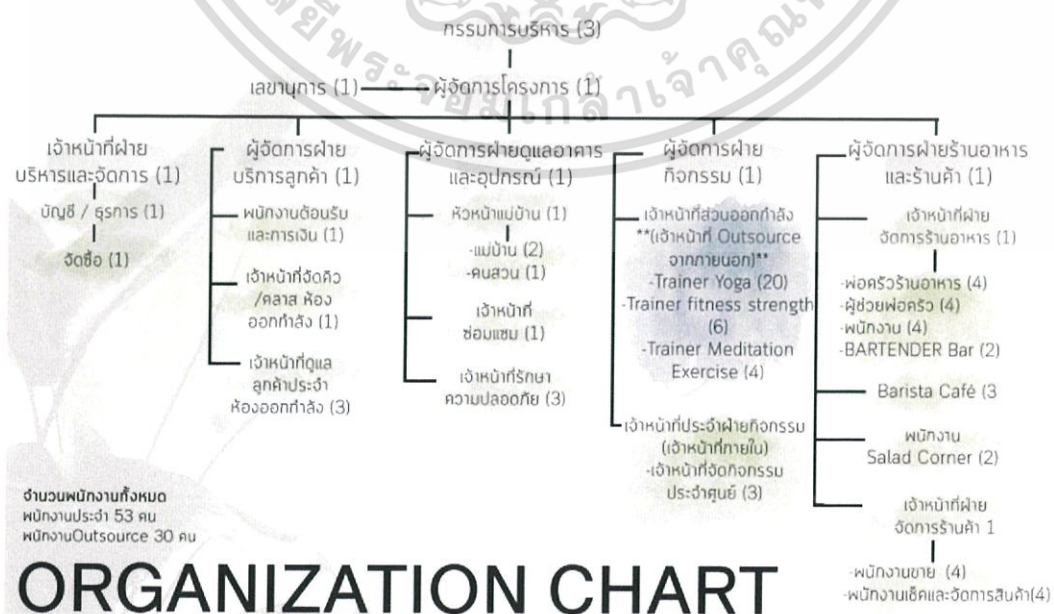 กรรมการบริหาร (3)
เลขานุการ (1)
ผู้จัดการโครงการ (1)
เจ้าหน้าที่ฝ่าย
บริหารและจัดการ (1)
บัญชี / ธุรการ (1)
จัดซื้อ (1)
ผู้จัดการฝ่าย
บริการลูกค้า (1)
พนักงานต้อนรับ
และการเงิน (1)
เจ้าหน้าที่จัดคิว
/คลาส ห้อง
ออกกำลัง (1)
เจ้าหน้าที่ดูแล
ลูกค้าประจำ
ห้องออกกำลัง (3)
ผู้จัดการฝ่ายดูแลอาคาร
และอุปกรณ์ (1)
หัวหน้าแม่บ้าน (1)
-แม่บ้าน (2)
-คนสวน (1)
เจ้าหน้าที่
ซ่อมแซม (1)
เจ้าหน้าที่รักษา
ความปลอดภัย (3)
ผู้จัดการฝ่าย
กิจกรรม (1)
เจ้าหน้าที่ส่วนออกกำลัง
**(เจ้าหน้าที่ Outsource
จากภายนอก)**
-Trainer Yoga (20)
-Trainer fitness strength
(6)
-Trainer Meditation
Exercise (4)
เจ้าหน้าที่ประจำฝ่ายกิจกรรม
(เจ้าหน้าที่ภายใน)
-เจ้าหน้าที่จัดกิจกรรม
ประจำศูนย์ (3)
ผู้จัดการฝ่ายร้านอาหาร
และร้านค้า (1)
เจ้าหน้าที่ฝ่าย
จัดการร้านอาหาร (1)
-พ่อครัวร้านอาหาร (4)
-ผู้ช่วยพ่อครัว (4)
-พนักงาน (4)
-BARTENDER Bar (2)
Barista Café (3
พนักงาน
Salad Corner (2)
เจ้าหน้าที่ฝ่าย
จัดการร้านค้า 1
-พนักงานขาย (4)
-พนักงานเช็คและจัดการสินค้า(4)
จำนวนพนักงานทั้งหมด
พนักงานประจำ 53 คน
พนักงานOutsource 30 คน
ORGANIZATION CHART